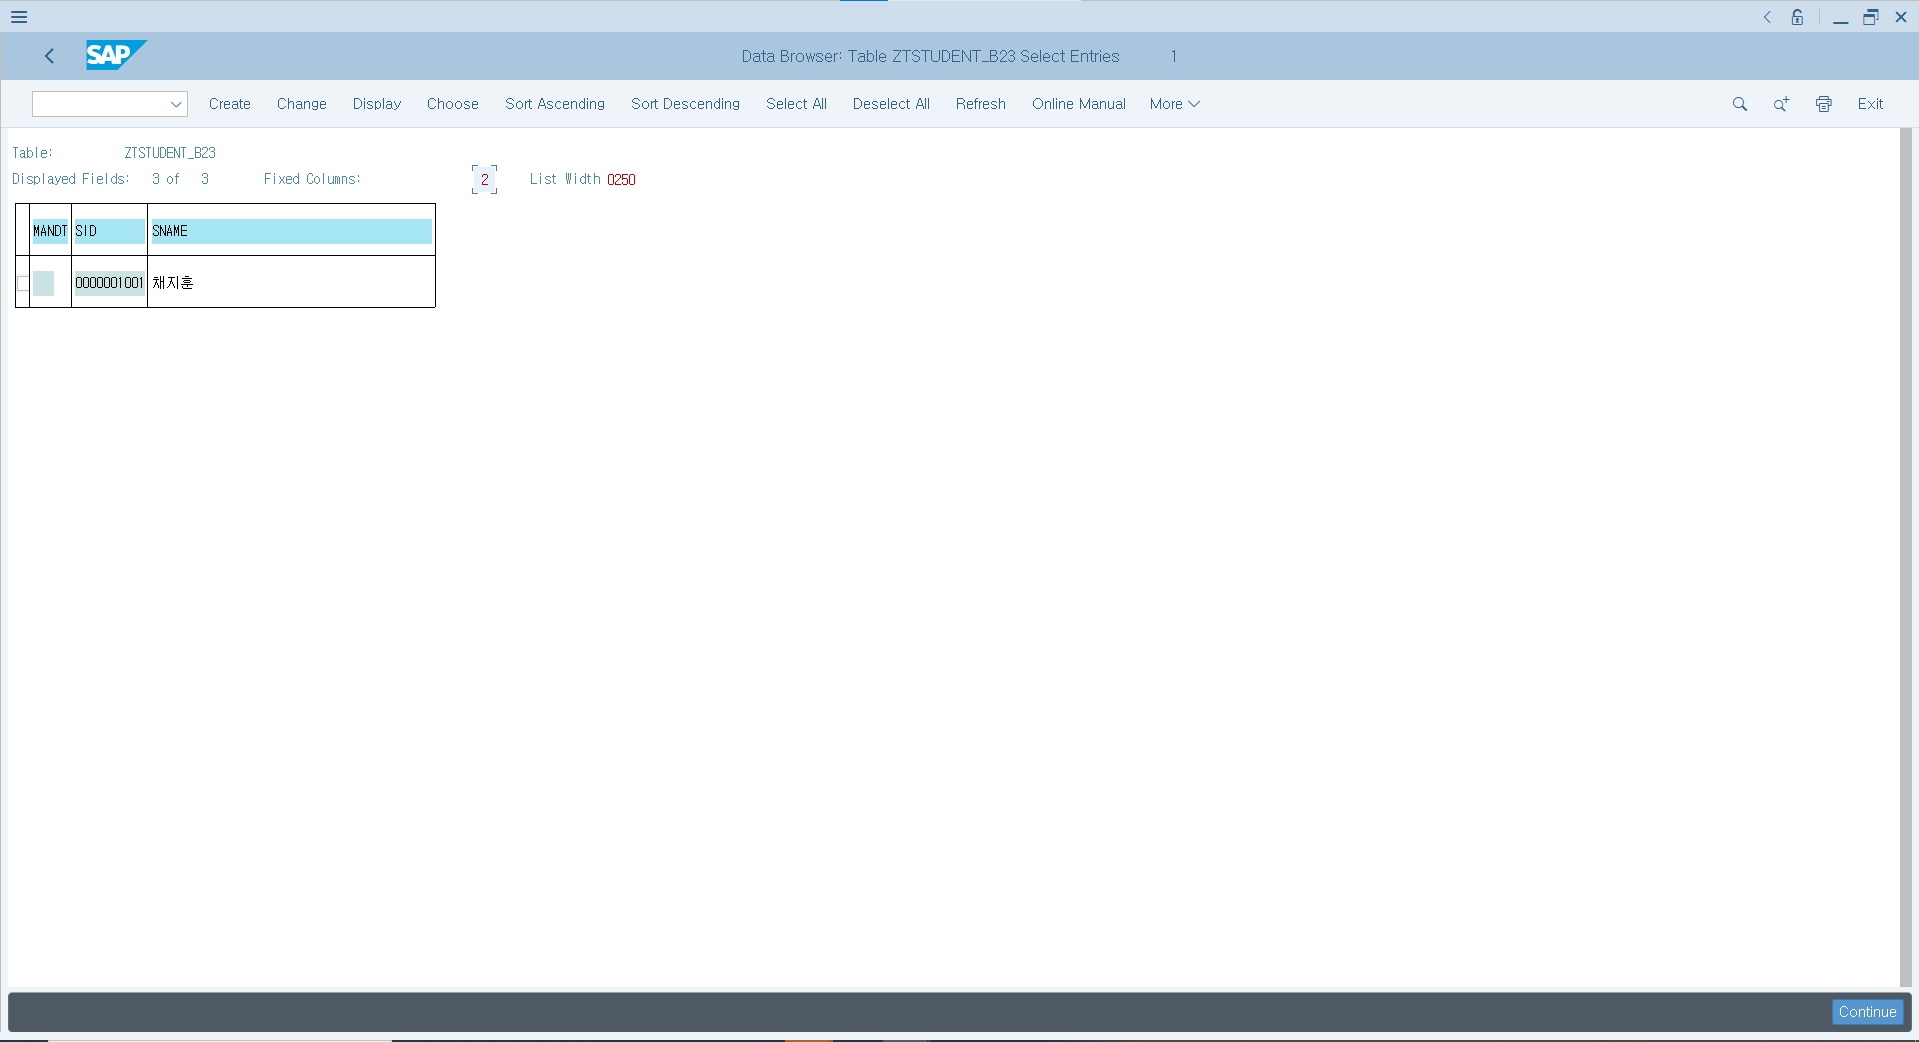 SAP
Data Browser: Table ZTSTUDENT_B23 Select Entries 1
Create Change Display Choose Sort Ascending Sort Descending Select All Deselect All Refresh Online Manual More Exit
Table: ZTSTUDENT_B23
Displayed Fields: 3 of 3 Fixed Columns: 2 List Width 0250
MANDT SID SNAME
0000001001 채지훈
Continue